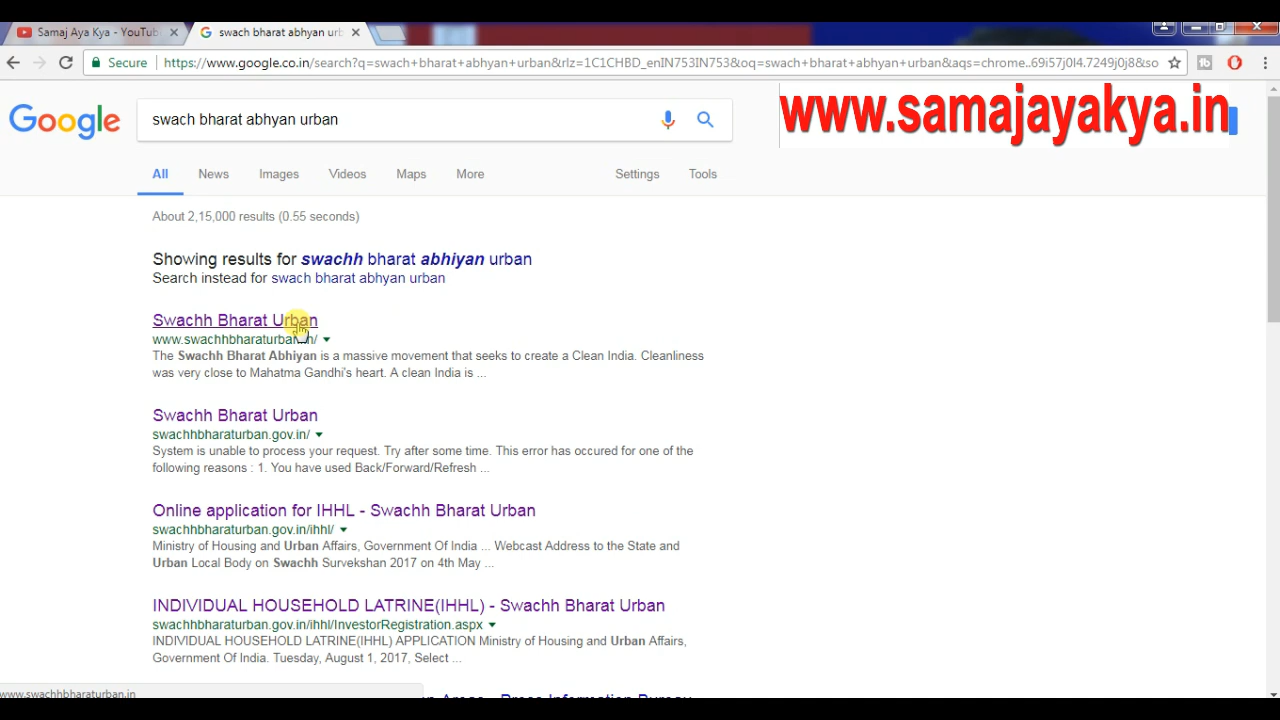 Samaj Aya Kya - YouTub
swach bharat abhyan urb
Secure
https://www.google.co.in/search?q=swach+bharat+abhyan+urban&rlz=1C1CHBD_enIN753IN753&oq=swach+bharat+abhyan+urban&aqs=chrome..69i57j0l4.7249j0j8&so
Google
swach bharat abhyan urban
www.samajayakya.in
All News Images Videos Maps More Settings Tools
About 2,15,000 results (0.55 seconds)
Showing results for swachh bharat abhiyan urban
Search instead for swach bharat abhyan urban
Swachh Bharat Urban
www.swachhbharaturban.in/
The Swachh Bharat Abhiyan is a massive movement that seeks to create a Clean India. Cleanliness
was very close to Mahatma Gandhi's heart. A clean India is ...
Swachh Bharat Urban
swachhbharaturban.gov.in/
System is unable to process your request. Try after some time. This error has occured for one of the
following reasons : 1. You have used Back/Forward/Refresh ...
Online application for IHHL - Swachh Bharat Urban
swachhbharaturban.gov.in/ihhl/
Ministry of Housing and Urban Affairs, Government Of India ... Webcast Address to the State and
Urban Local Body on Swachh Survekshan 2017 on 4th May ...
INDIVIDUAL HOUSEHOLD LATRINE(IHHL) - Swachh Bharat Urban
swachhbharaturban.gov.in/ihhl/InvestorRegistration.aspx
INDIVIDUAL HOUSEHOLD LATRINE(IHHL) APPLICATION Ministry of Housing and Urban Affairs,
Government Of India. Tuesday, August 1, 2017, Select ...
Areas - Press Information Bureau
www.swachhbharaturban.in